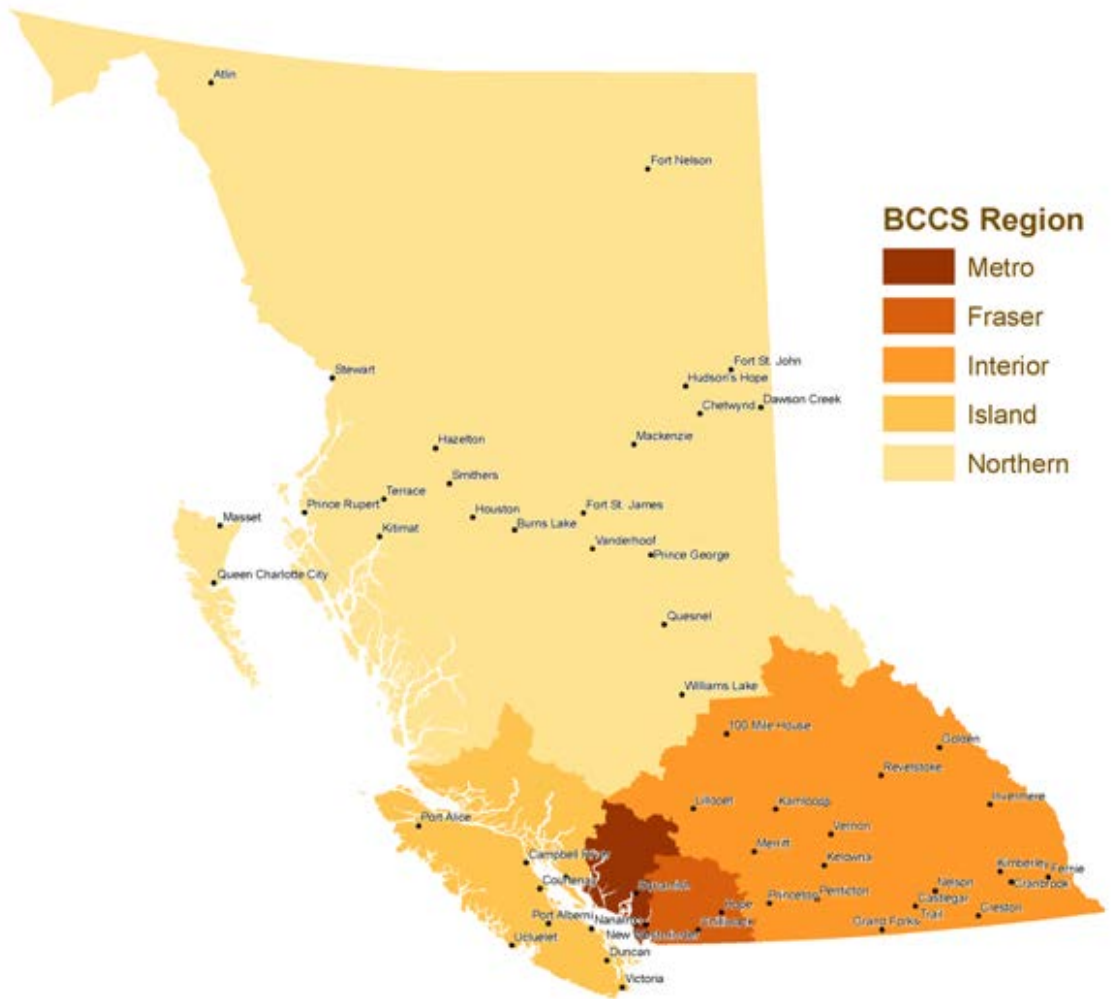 Atlin
Fort Nelson
BCCS Region
Metro
Fraser
Interior
Island
Northern
Stewart
Fort St. John
Hudson's Hope
Chetwynd
Dawson Creek
Mackenzie
Hazelton
Smithers
Terrace
Prince Rupert
Kitimat
Houston
Burns Lake
Fort St. James
Vanderhoof
Prince George
Masset
Queen Charlotte City
Quesnel
Williams Lake
100 Mile House
Golden
Revelstoke
Invermere
Lillooet
Kamloops
Vernon
Merritt
Kelowna
Port Alice
Campbell River
Courtenay
Squamish
Kimberley
Fernie
Cranbrook
Nelson
Castlegar
Trail
Creston
Princeton
Penticton
Grand Forks
Hope
Chilliwack
Port Alberni
Nanaimo
Ucluelet
Duncan
Victoria